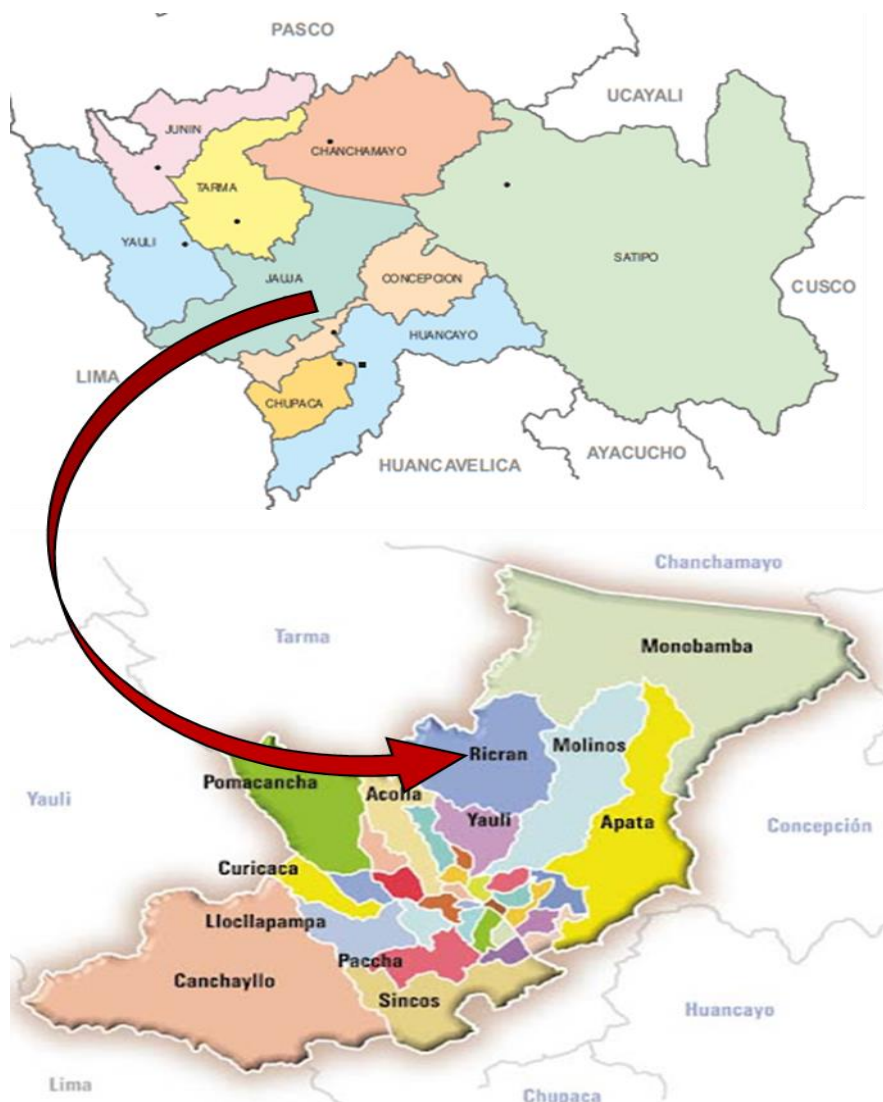 PASCO
UCAYALI
JUNIN
CHANCHAMAYO
TARMA
YAULI
SATIPO
JAUJA
CONCEPCION
CUSCO
HUANCAYO
LIMA
CHUPACA
AYACUCHO
HUANCAVELICA
Chanchamayo
Tarma
Monobamba
Ricran
Molinos
Pomacancha
Acolla
Yauli
Yauli
Apata
Concepción
Curicaca
Llocllapampa
Paccha
Canchayllo
Sincos
Huancayo
Lima
Chupaca